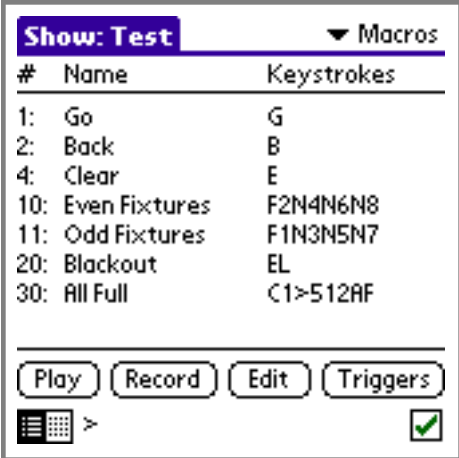 Show: Test ▼ Macros
# Name Keystrokes
1: Go G
2: Back B
4: Clear E
10: Even Fixtures F2N4N6N8
11: Odd Fixtures F1N3N5N7
20: Blackout EL
30: All Full C1>512AF
Play Record Edit Triggers
>